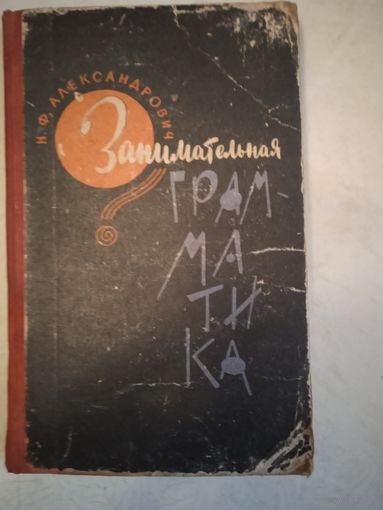 Н. Ф. АЛЕКСАНДРОВИЧ
Занимательная
ГРАМ-
МА
ТИ
КА